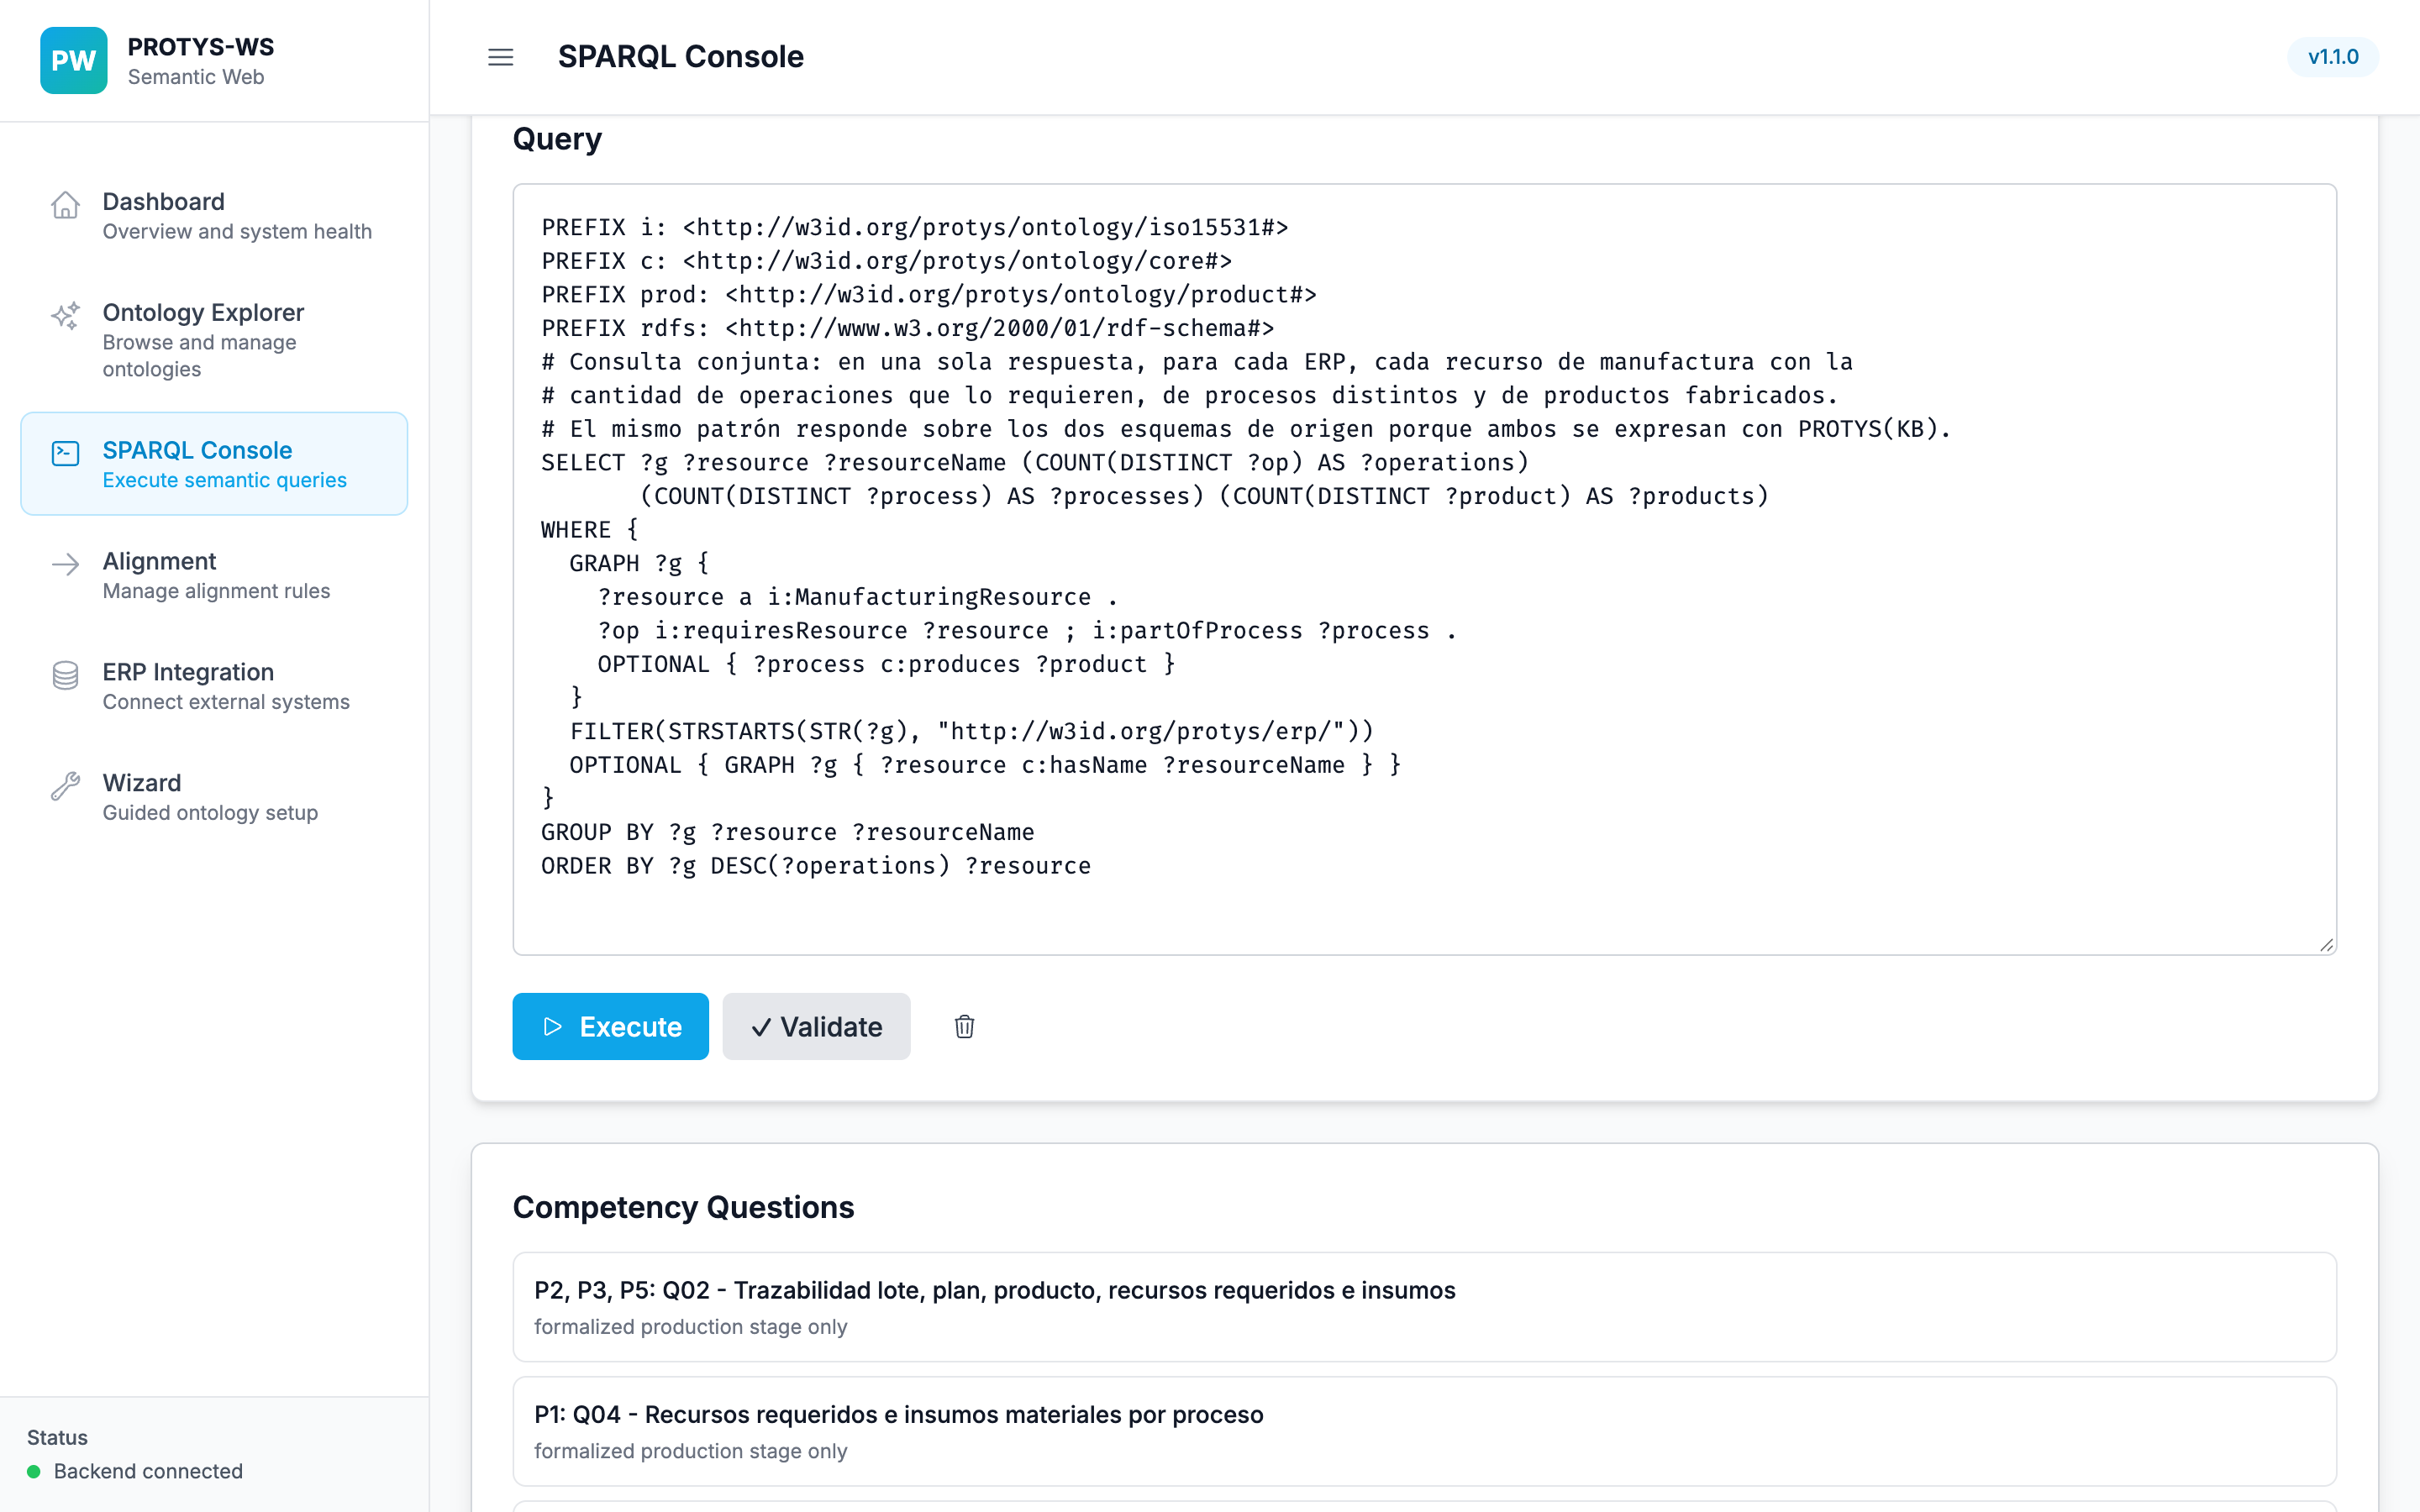 PW
PROTYS-WS
Semantic Web
Dashboard
Overview and system health
Ontology Explorer
Browse and manage
ontologies
SPARQL Console
Execute semantic queries
Alignment
Manage alignment rules
ERP Integration
Connect external systems
Wizard
Guided ontology setup
Status
Backend connected
SPARQL Console
v1.1.0
Query
PREFIX i: <http://w3id.org/protys/ontology/iso15531#>
PREFIX c: <http://w3id.org/protys/ontology/core#>
PREFIX prod: <http://w3id.org/protys/ontology/product#>
PREFIX rdfs: <http://www.w3.org/2000/01/rdf-schema#>
# Consulta conjunta: en una sola respuesta, para cada ERP, cada recurso de manufactura con la
# cantidad de operaciones que lo requieren, de procesos distintos y de productos fabricados.
# El mismo patrón responde sobre los dos esquemas de origen porque ambos se expresan con PROTYS(KB).
SELECT ?g ?resource ?resourceName (COUNT(DISTINCT ?op) AS ?operations)
       (COUNT(DISTINCT ?process) AS ?processes) (COUNT(DISTINCT ?product) AS ?products)
WHERE {
  GRAPH ?g {
    ?resource a i:ManufacturingResource .
    ?op i:requiresResource ?resource ; i:partOfProcess ?process .
    OPTIONAL { ?process c:produces ?product }
  }
  FILTER(STRSTARTS(STR(?g), "http://w3id.org/protys/erp/"))
  OPTIONAL { GRAPH ?g { ?resource c:hasName ?resourceName } }
}
GROUP BY ?g ?resource ?resourceName
ORDER BY ?g DESC(?operations) ?resource
Execute
✓ Validate
Competency Questions
P2, P3, P5: Q02 - Trazabilidad lote, plan, producto, recursos requeridos e insumos
formalized production stage only
P1: Q04 - Recursos requeridos e insumos materiales por proceso
formalized production stage only